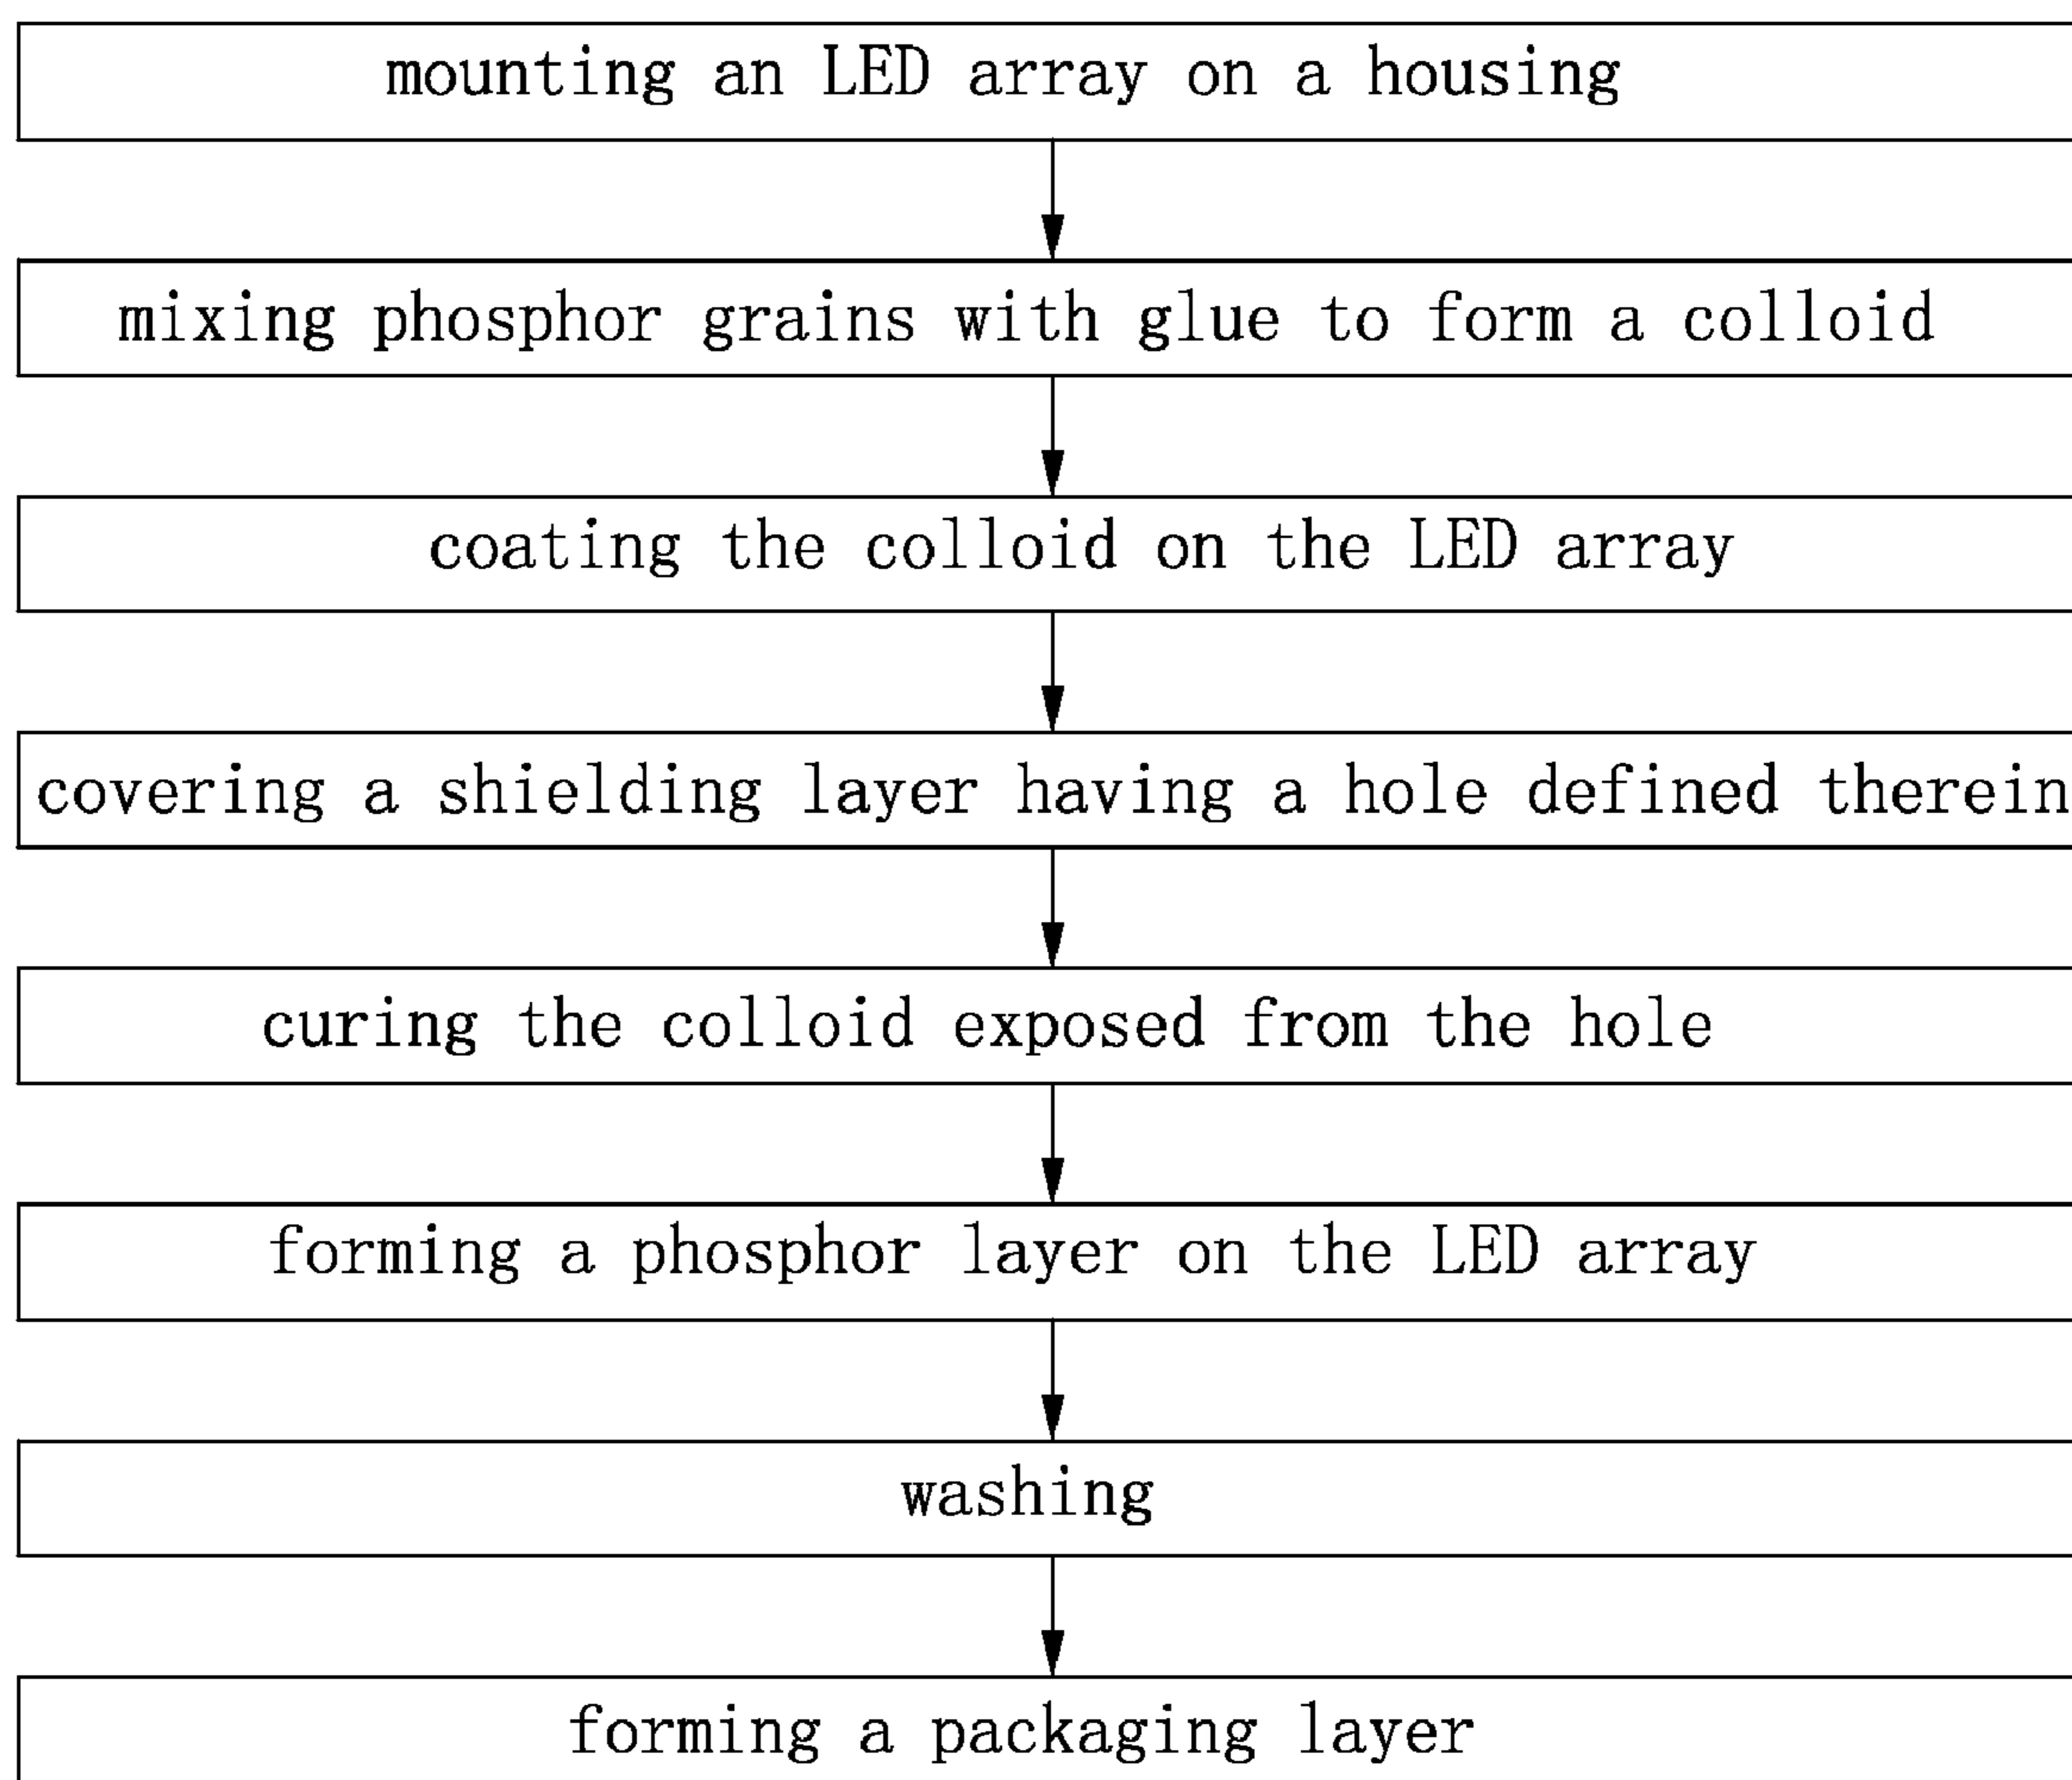 mounting an LED array on a housing
mixing phosphor grains with glue to form a colloid
coating the colloid on the LED array
covering a shielding layer having a hole defined therein
curing the colloid exposed from the hole
forming a phosphor layer on the LED array
washing
forming a packaging layer